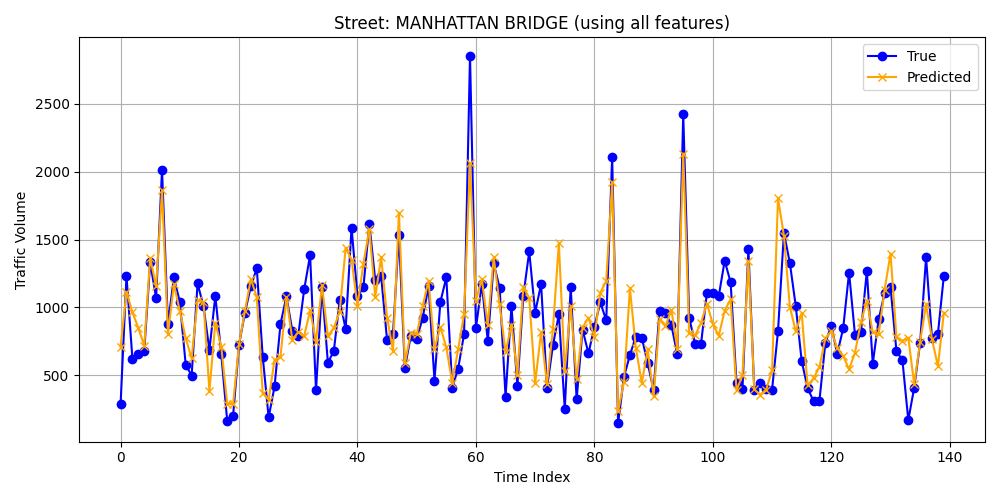 Street: MANHATTAN BRIDGE (using all features)
True
Predicted
Traffic Volume
2500
2000
1500
1000
500
0 20 40 60 80 100 120 140
Time Index